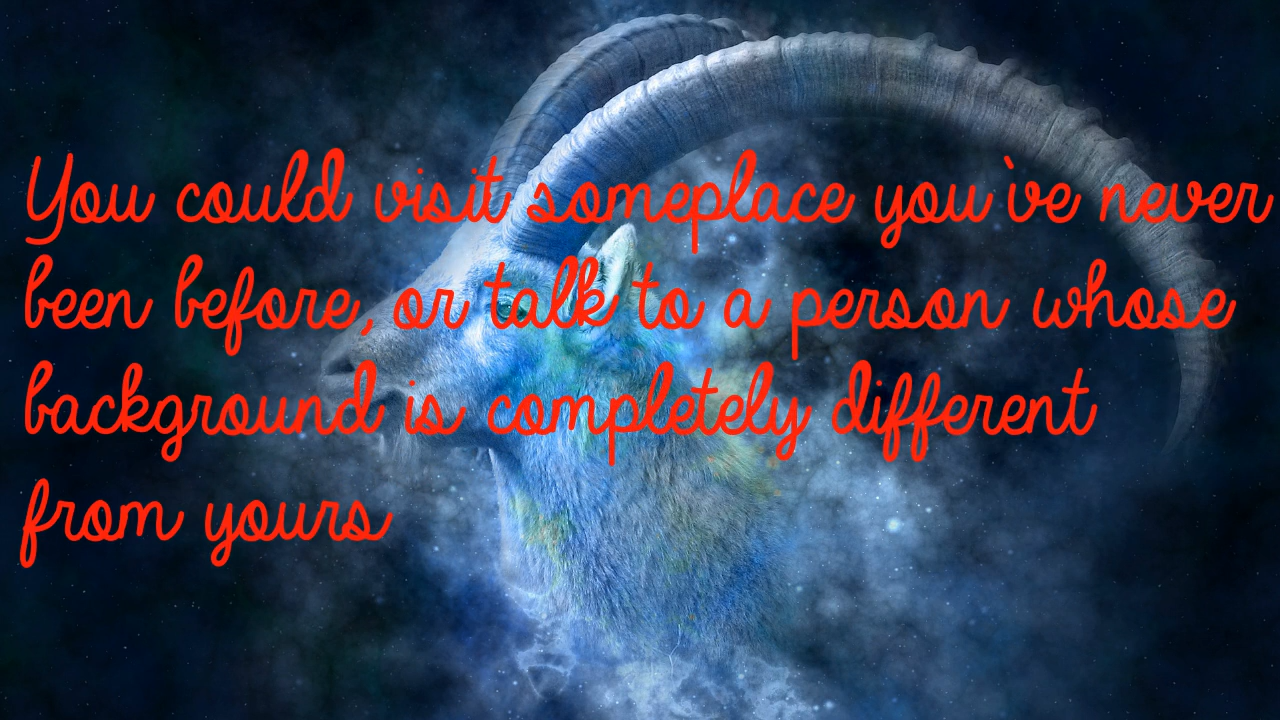 You could visit someplace you`ve never
been before, or talk to a person whose
background is completely different
from yours